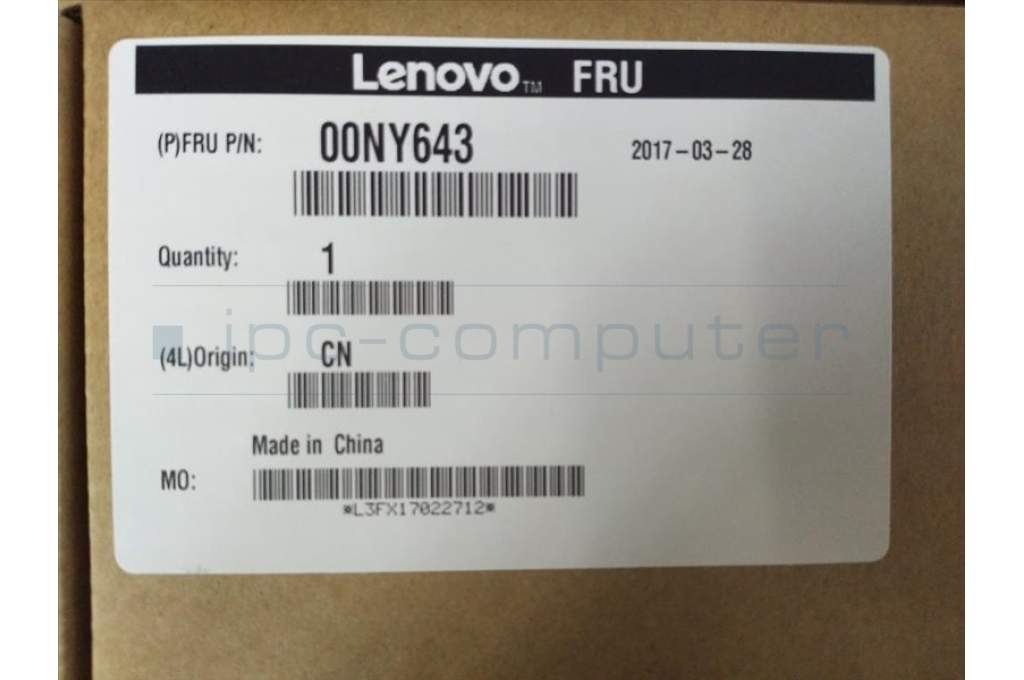 Lenovo™ FRU
(P)FRU P/N: 00NY643 2017-03-28
Quantity: 1
ipc-computer
(4L)Origin: CN
Made in China
MO:
*L3FX17022712*